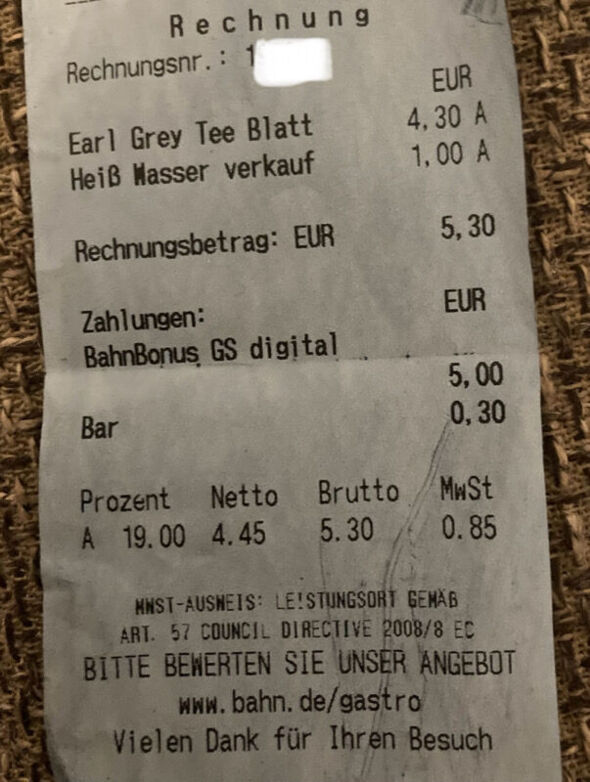 Rechnung
Rechnungsnr.: 1
EUR
Earl Grey Tee Blatt 4,30 A
Heiß Wasser verkauf 1,00 A
Rechnungsbetrag: EUR 5,30
Zahlungen: EUR
BahnBonus GS digital
5,00
Bar 0,30
Prozent Netto Brutto MwSt
A 19.00 4.45 5.30 0.85
MWST-AUSWEIS: LEISTUNGSORT GEMÄß
ART. 57 COUNCIL DIRECTIVE 2008/8 EC
BITTE BEWERTEN SIE UNSER ANGEBOT
www.bahn.de/gastro
Vielen Dank für Ihren Besuch